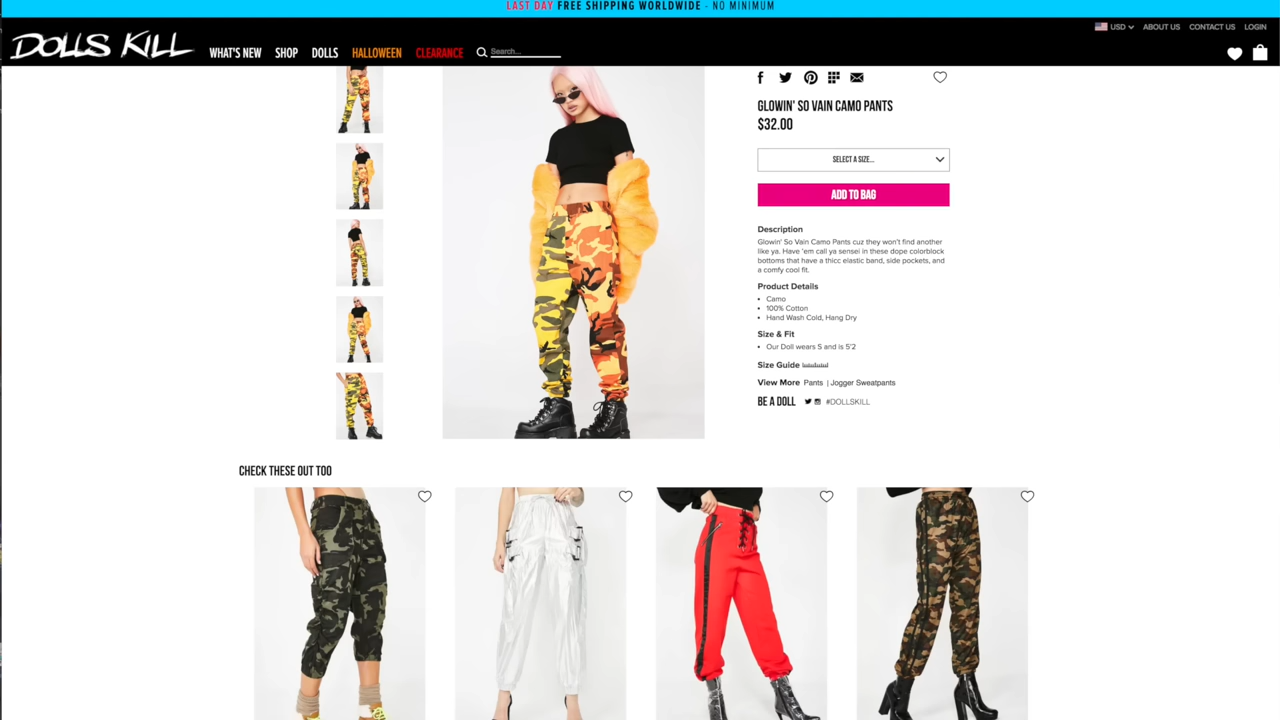 LAST DAY FREE SHIPPING WORLDWIDE - NO MINIMUM
USD ABOUT US CONTACT US LOGIN
DOLLS KILL WHAT'S NEW SHOP DOLLS HALLOWEEN CLEARANCE Search...
GLOWIN' SO VAIN CAMO PANTS
$32.00
SELECT A SIZE...
ADD TO BAG
Description
Glowin' So Vain Camo Pants cuz they won't find another
like ya. Have 'em call ya sensei in these dope colorblock
bottoms that have a thicc elastic band, side pockets, and
a comfy cool fit.
Product Details
• Camo
• 100% Cotton
• Hand Wash Cold, Hang Dry
Size & Fit
• Our Doll wears S and is 5'2
Size Guide
View More Pants | Jogger Sweatpants
BE A DOLL #DOLLSKILL
CHECK THESE OUT TOO